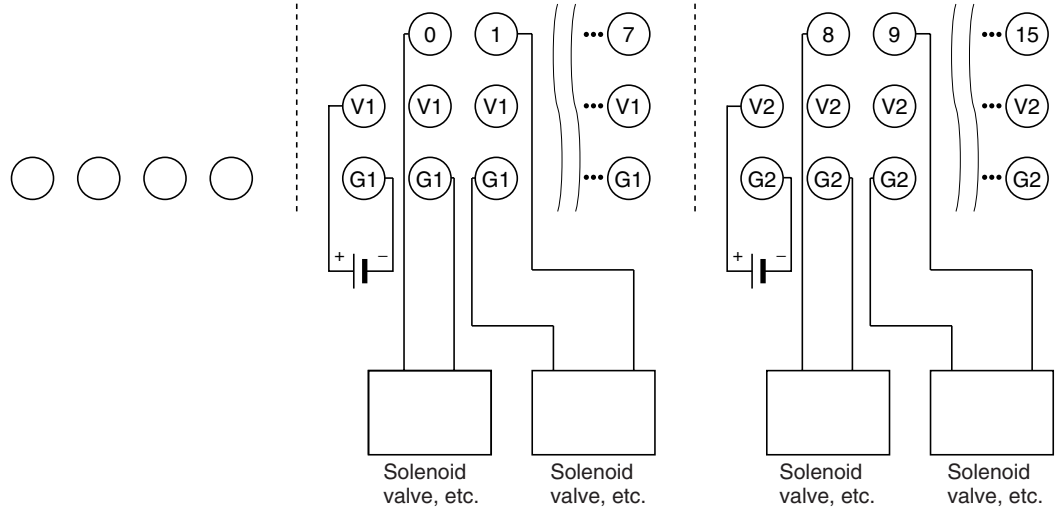 0 1 ••• 7 8 9 ••• 15
V1 V1 V1 ••• V1 V2 V2 V2 ••• V2
G1 G1 G1 ••• G1 G2 G2 G2 ••• G2
+ – + –
Solenoid valve, etc.
Solenoid valve, etc.
Solenoid valve, etc.
Solenoid valve, etc.